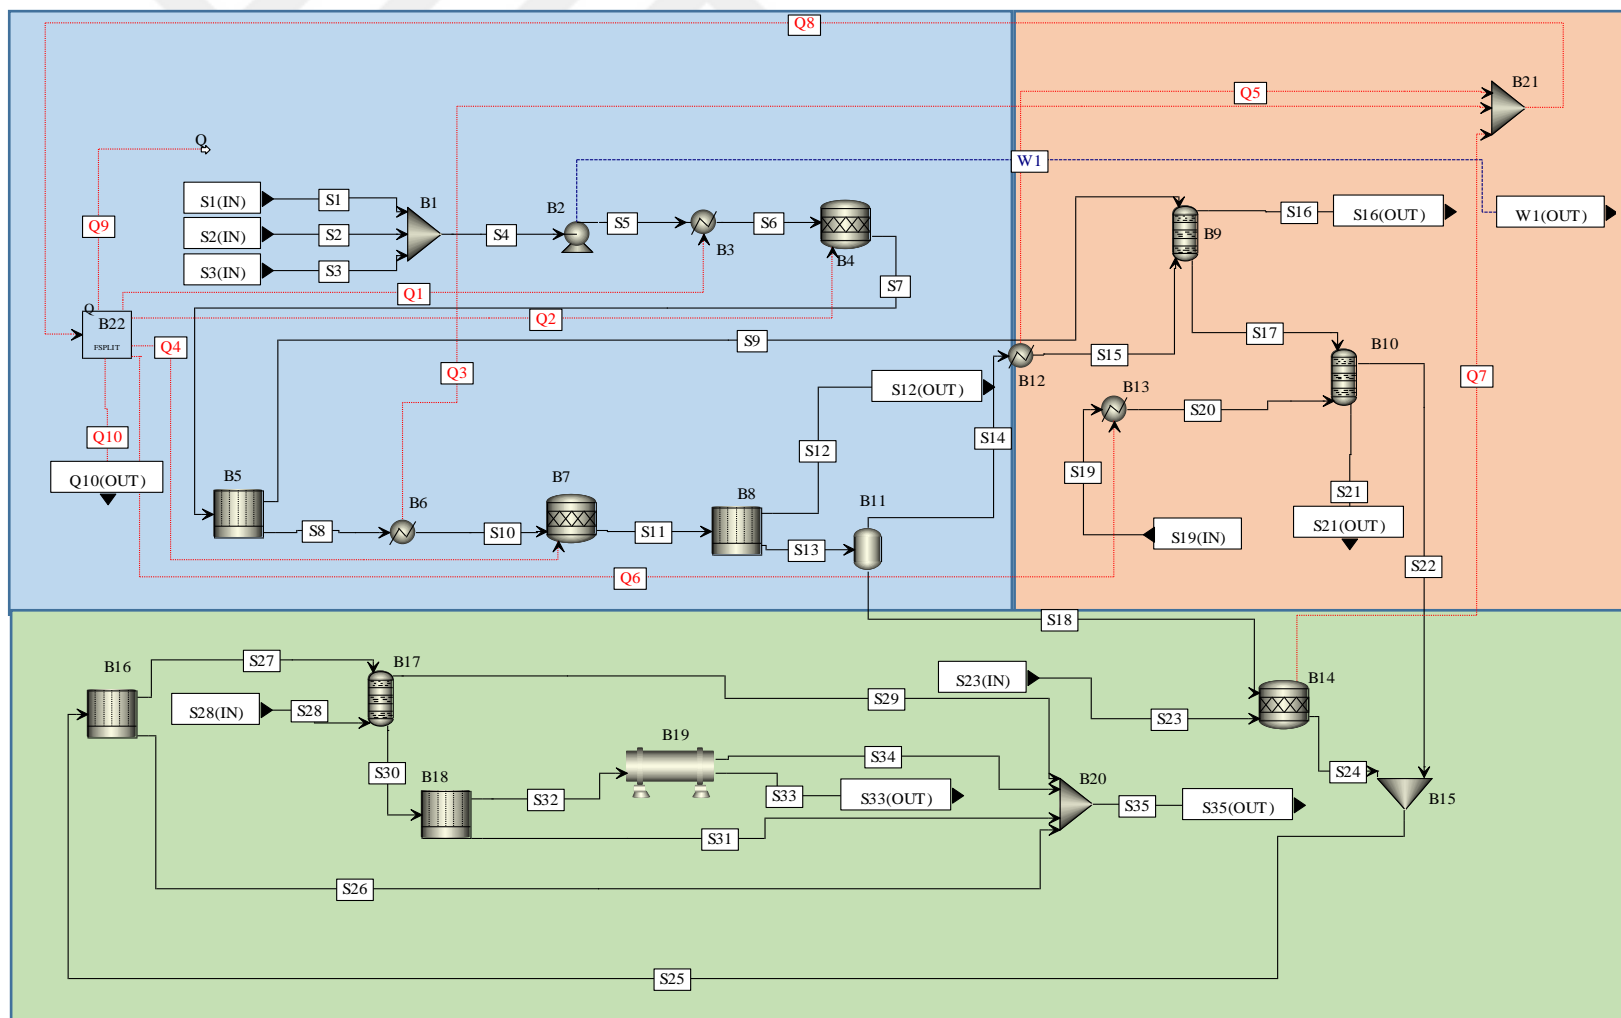 Q8
B21
Q5
Q
W1
S1(IN)
S1
B1
B2
S16
S16(OUT)
W1(OUT)
Q9
S2(IN)
S2
S4
S5
S6
B3
B4
B9
S3(IN)
S3
S7
Q1
Q
B22
FSPLIT
Q2
Q4
S9
S17
B10
Q3
S15
B12
Q7
S12(OUT)
B13
S20
Q10
S14
S12
S19
Q10(OUT)
B5
B7
B6
B8
B11
S21
S21(OUT)
S8
S10
S11
S13
S19(IN)
S22
Q6
S18
B16
S27
B17
S23(IN)
B14
S28(IN)
S28
S29
S23
B19
S30
B18
S34
B20
S24
S32
S33
S33(OUT)
S35
S35(OUT)
B15
S31
S26
S25